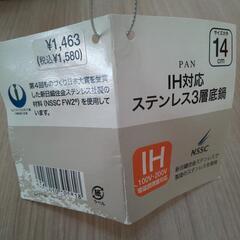 ¥1,463
(税込¥1,580)
第4回ものづくり日本大賞を受賞
した新日鐵住金ステンレス社製の
材料(NSSC FW2®)を使用して
います。
サイズ(内径)
14
cm
PAN
IH対応
ステンレス3層底鍋
IH
100V・200V
NSSC
新日鐵住金ステンレス